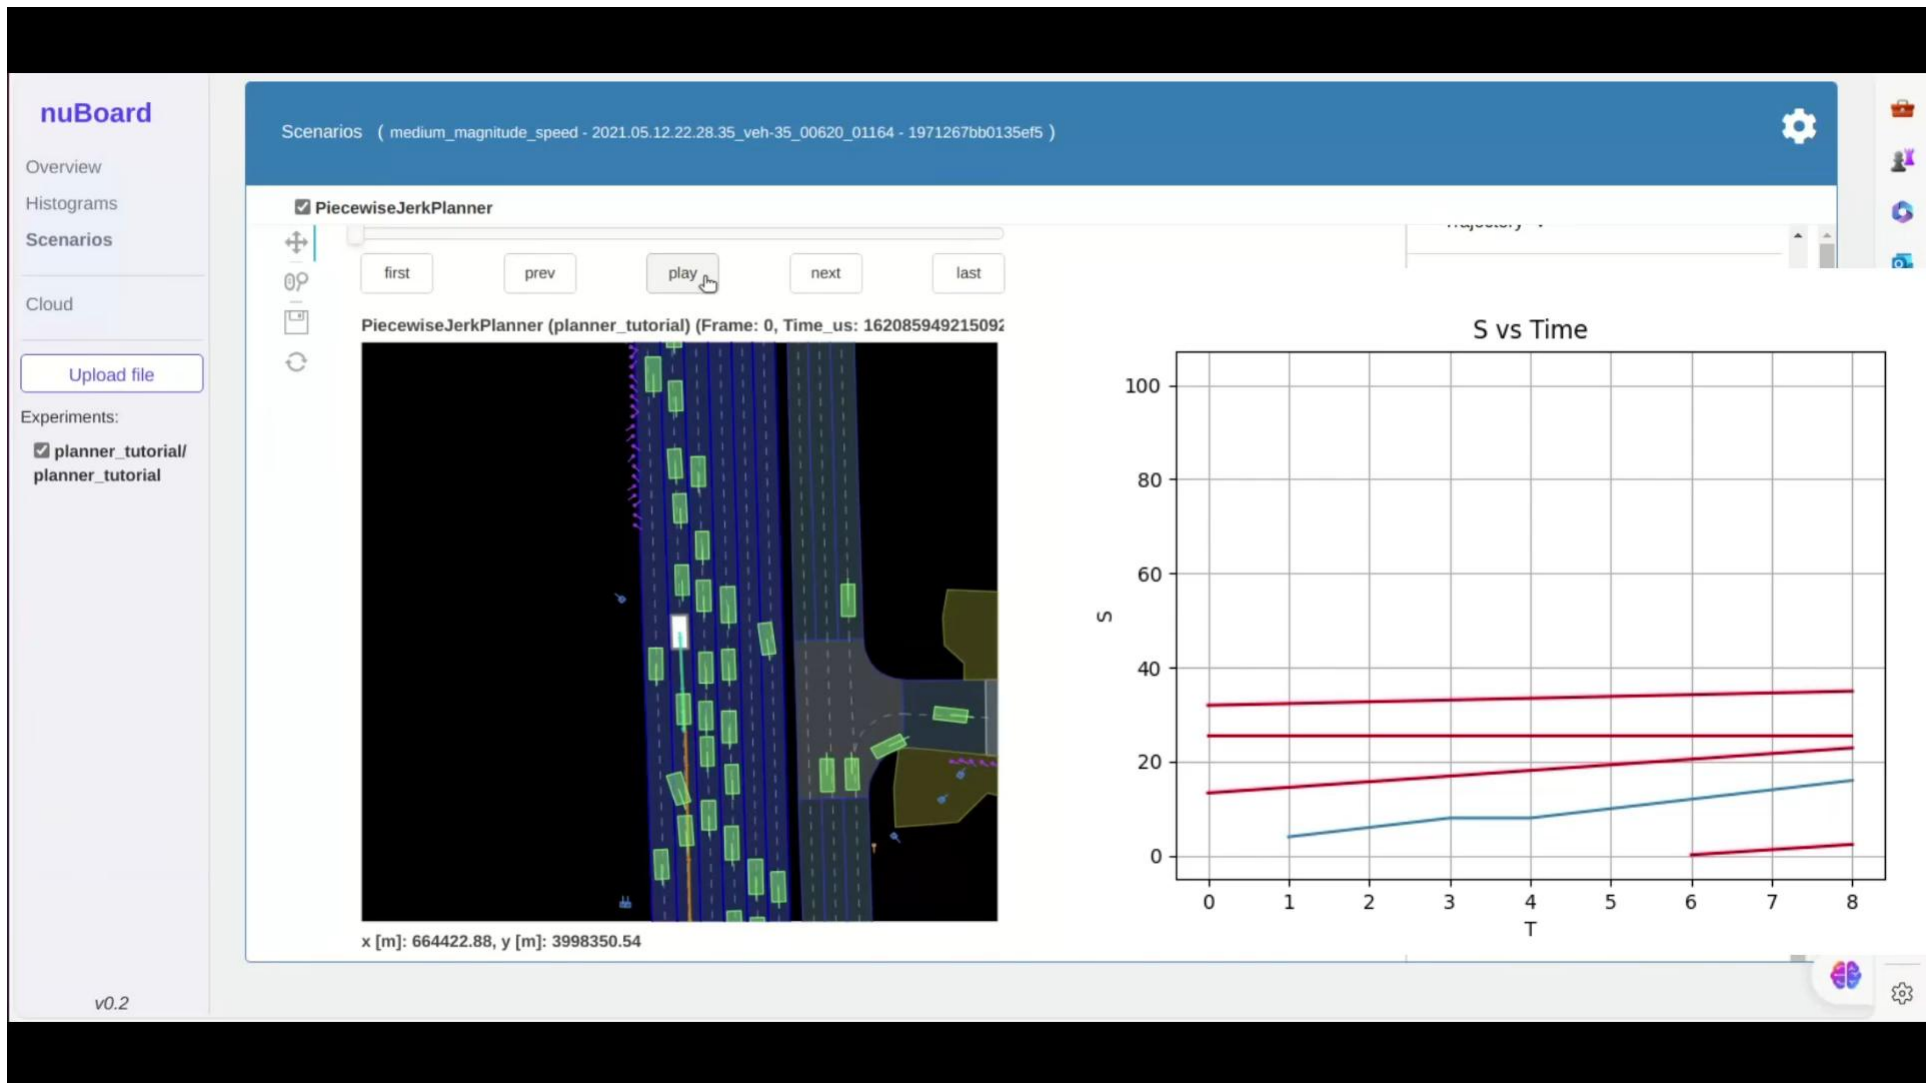 nuBoard
Overview
Histograms
Scenarios
Cloud
Upload file
Experiments:
planner_tutorial/
planner_tutorial
v0.2
Scenarios ( medium_magnitude_speed - 2021.05.12.22.28.35_veh-35_00620_01164 - 1971267bb0135ef5 )
PiecewiseJerkPlanner
Trajectory
first prev play next last
PiecewiseJerkPlanner (planner_tutorial) (Frame: 0, Time_us: 162085949215092
x [m]: 664422.88, y [m]: 3998350.54
S vs Time
100
80
60
40
20
0
S
0 1 2 3 4 5 6 7 8
T